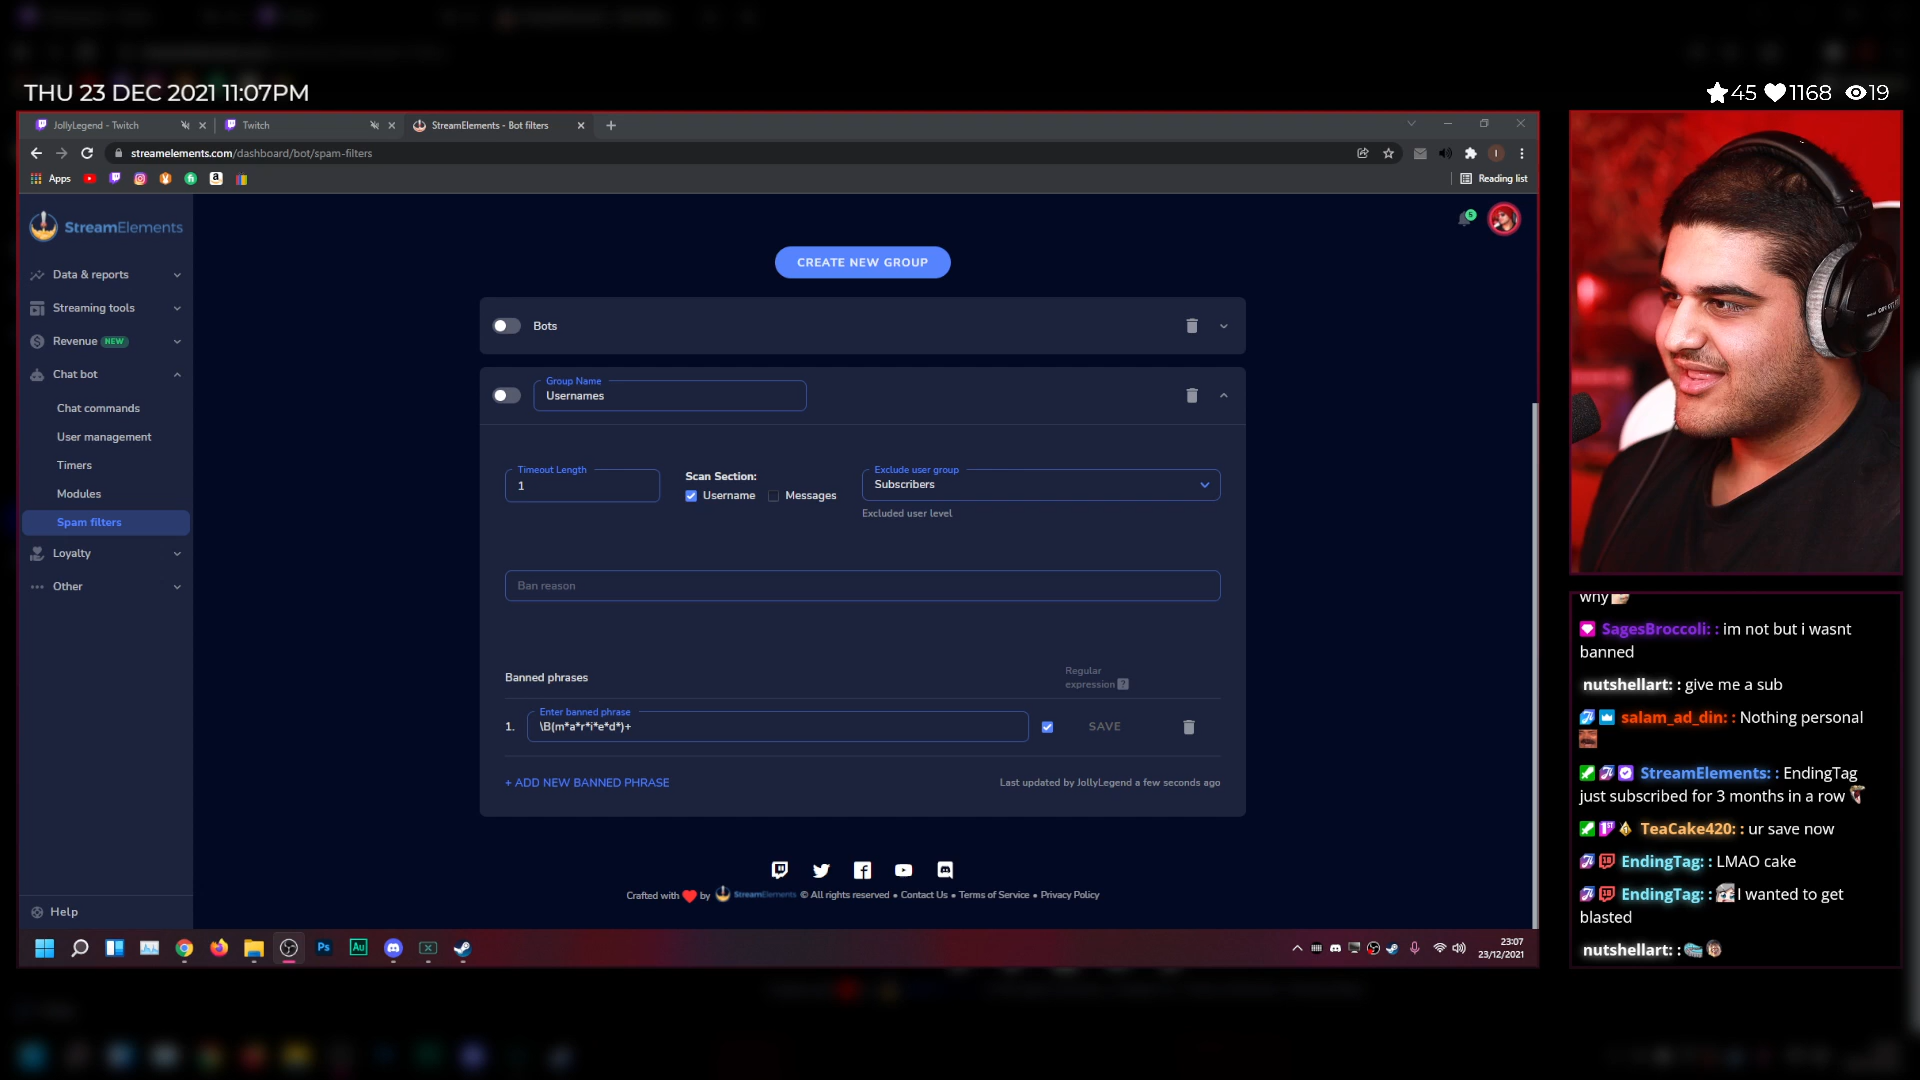 THU 23 DEC 2021 11:07PM
45 1168 19
JollyLegend - Twitch
Twitch
StreamElements - Bot filters
streamelements.com/dashboard/bot/spam-filters
Apps
Reading list
StreamElements
5
Data & reports
Streaming tools
Revenue NEW
Chat bot
Chat commands
User management
Timers
Modules
Spam filters
Loyalty
Other
Help
CREATE NEW GROUP
Bots
Group Name
Usernames
Timeout Length
1
Scan Section:
Username
Messages
Exclude user group
Subscribers
Excluded user level
Ban reason
Banned phrases
Regular
expression ?
1.
Enter banned phrase
\B(m*a*r*i*e*d*)+
SAVE
+ ADD NEW BANNED PHRASE
Last updated by JollyLegend a few seconds ago
Crafted with by StreamElements © All rights reserved • Contact Us • Terms of Service • Privacy Policy
Ps
Au
23:07
23/12/2021
why
SagesBroccoli: : im not but i wasnt
banned
nutshellart: : give me a sub
salam_ad_din: : Nothing personal
StreamElements: : EndingTag
just subscribed for 3 months in a row
TeaCake420: : ur save now
EndingTag: : LMAO cake
EndingTag: : I wanted to get
blasted
nutshellart: :